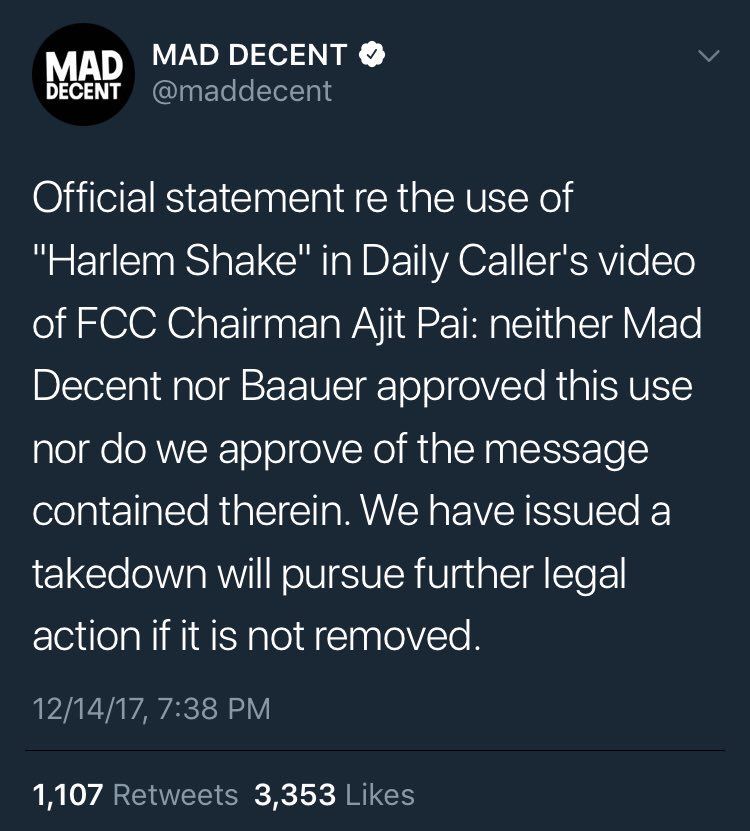 MAD
DECENT
MAD DECENT
@maddecent
Official statement re the use of
"Harlem Shake" in Daily Caller's video
of FCC Chairman Ajit Pai: neither Mad
Decent nor Baauer approved this use
nor do we approve of the message
contained therein. We have issued a
takedown will pursue further legal
action if it is not removed.
12/14/17, 7:38 PM
1,107 Retweets 3,353 Likes